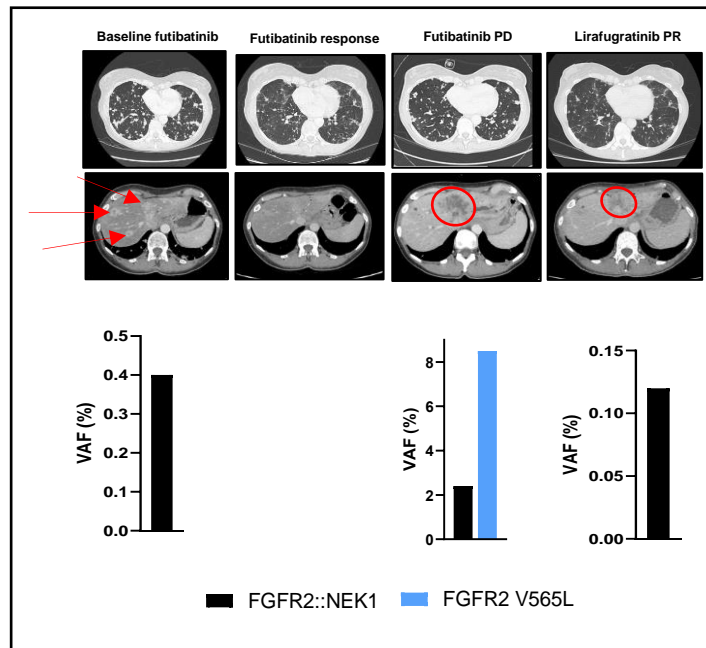 Baseline futibatinib
Futibatinib response
Futibatinib PD
Lirafugratinib PR
0.5
0.4
0.3
0.2
0.1
0.0
VAF (%)
8
6
4
2
0
VAF (%)
0.15
0.10
0.05
0.00
VAF (%)
FGFR2::NEK1
FGFR2 V565L